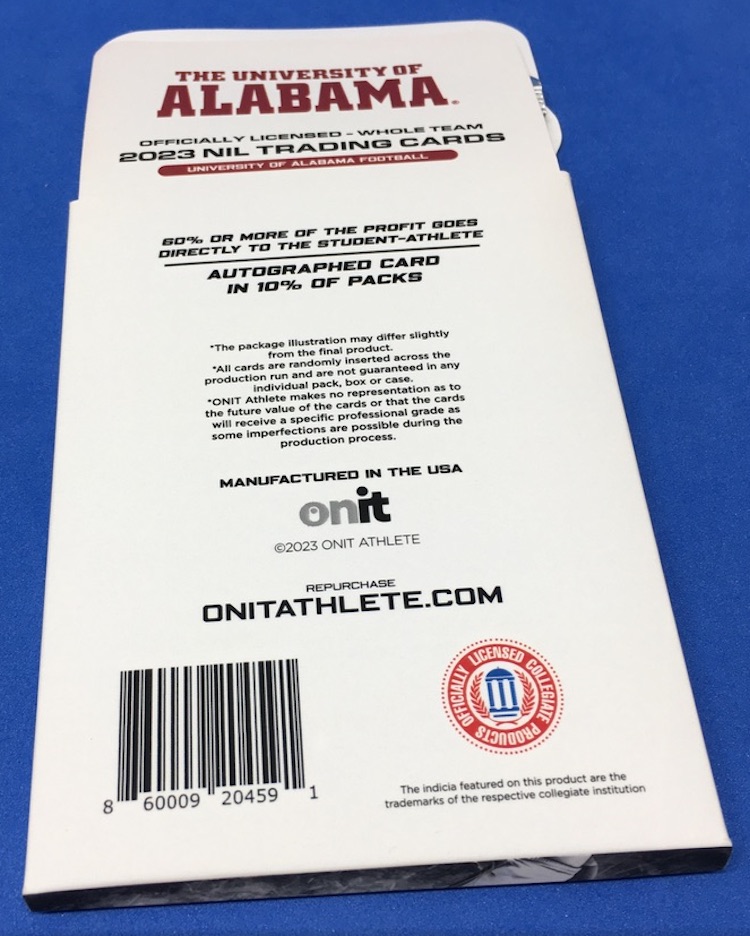 THE UNIVERSITY OF
ALABAMA
OFFICIALLY LICENSED - WHOLE TEAM
2023 NIL TRADING CARDS
UNIVERSITY OF ALABAMA FOOTBALL
60% OR MORE OF THE PROFIT GOES
DIRECTLY TO THE STUDENT-ATHLETE
AUTOGRAPHED CARD
IN 10% OF PACKS
*The package illustration may differ slightly
from the final product.
*All cards are randomly inserted across the
production run and are not guaranteed in any
individual pack, box or case.
*ONIT Athlete makes no representation as to
the future value of the cards or that the cards
will receive a specific professional grade as
some imperfections are possible during the
production process.
MANUFACTURED IN THE USA
onit
©2023 ONIT ATHLETE
REPURCHASE
ONITATHLETE.COM
OFFICIALLY LICENSED COLLEGIATE PRODUCTS
8 60009 20459 1
The indicia featured on this product are the
trademarks of the respective collegiate institution